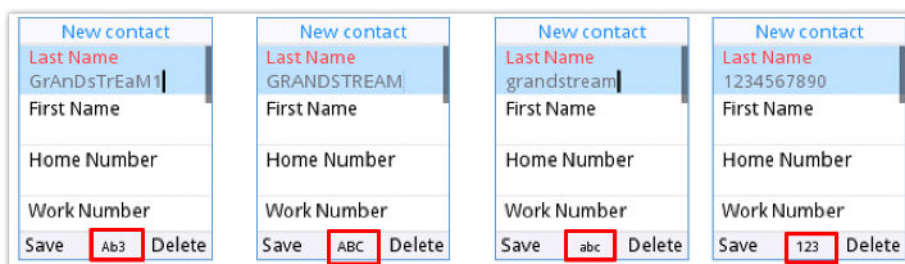 New contact
Last Name
GrAnDsTrEaM1
First Name
Home Number
Work Number
Save Ab3 Delete
New contact
Last Name
GRANDSTREAM
First Name
Home Number
Work Number
Save ABC Delete
New contact
Last Name
grandstream
First Name
Home Number
Work Number
Save abc Delete
New contact
Last Name
1234567890
First Name
Home Number
Work Number
Save 123 Delete